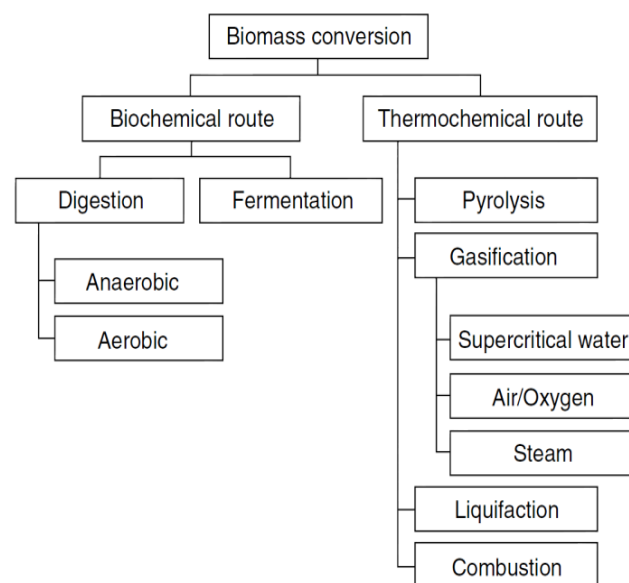 Biomass conversion
Biochemical route
Thermochemical route
Digestion
Fermentation
Anaerobic
Aerobic
Pyrolysis
Gasification
Supercritical water
Air/Oxygen
Steam
Liquifaction
Combustion